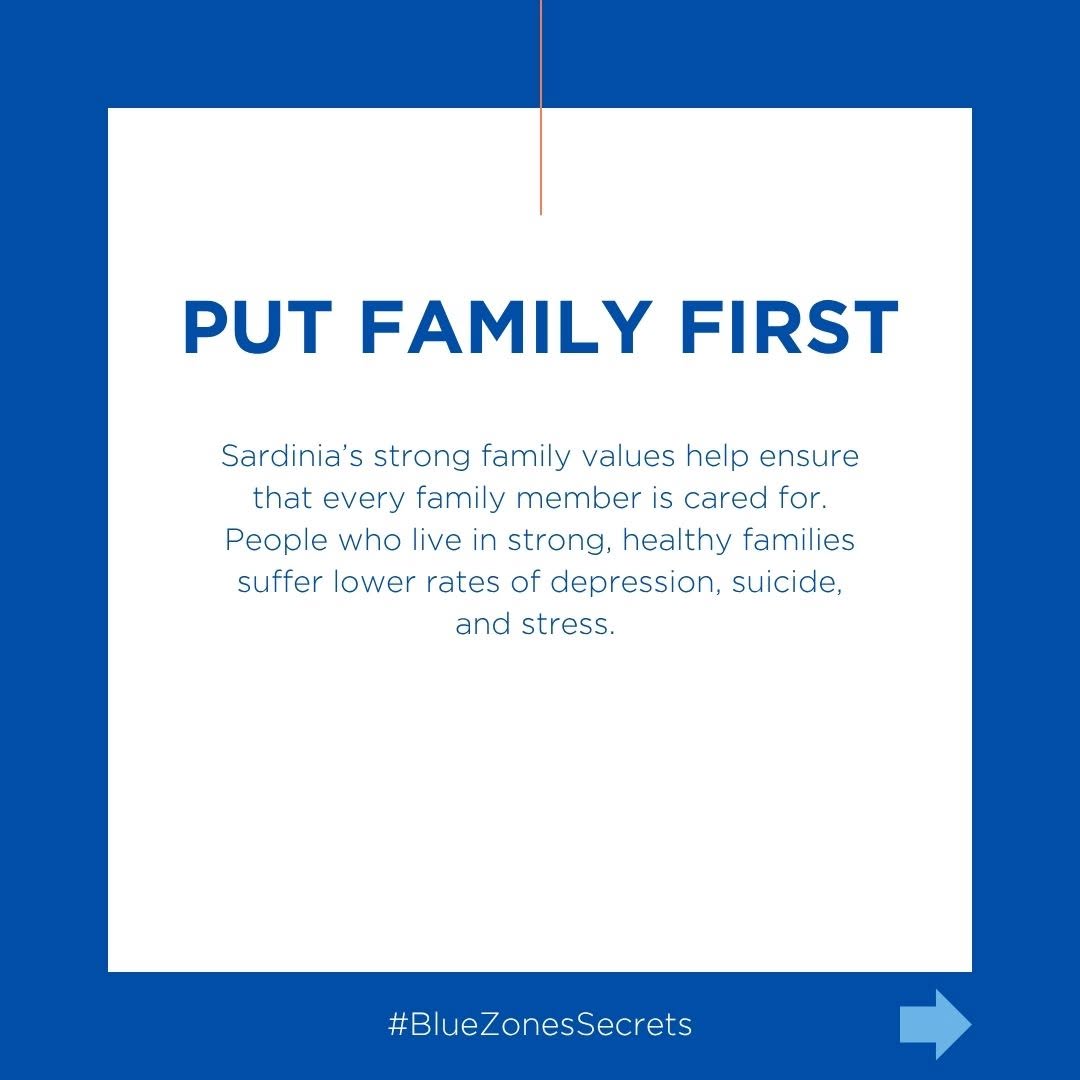 PUT FAMILY FIRST
Sardinia’s strong family values help ensure
that every family member is cared for.
People who live in strong, healthy families
suffer lower rates of depression, suicide,
and stress.
#BlueZonesSecrets